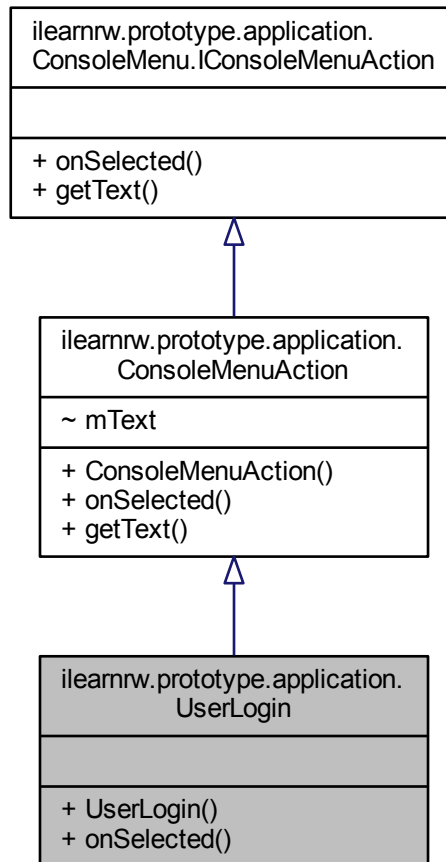 ilearnrw.prototype.application.
ConsoleMenu.IConsoleMenuAction
+ onSelected()
+ getText()
ilearnrw.prototype.application.
ConsoleMenuAction
~ mText
+ ConsoleMenuAction()
+ onSelected()
+ getText()
ilearnrw.prototype.application.
UserLogin
+ UserLogin()
+ onSelected()